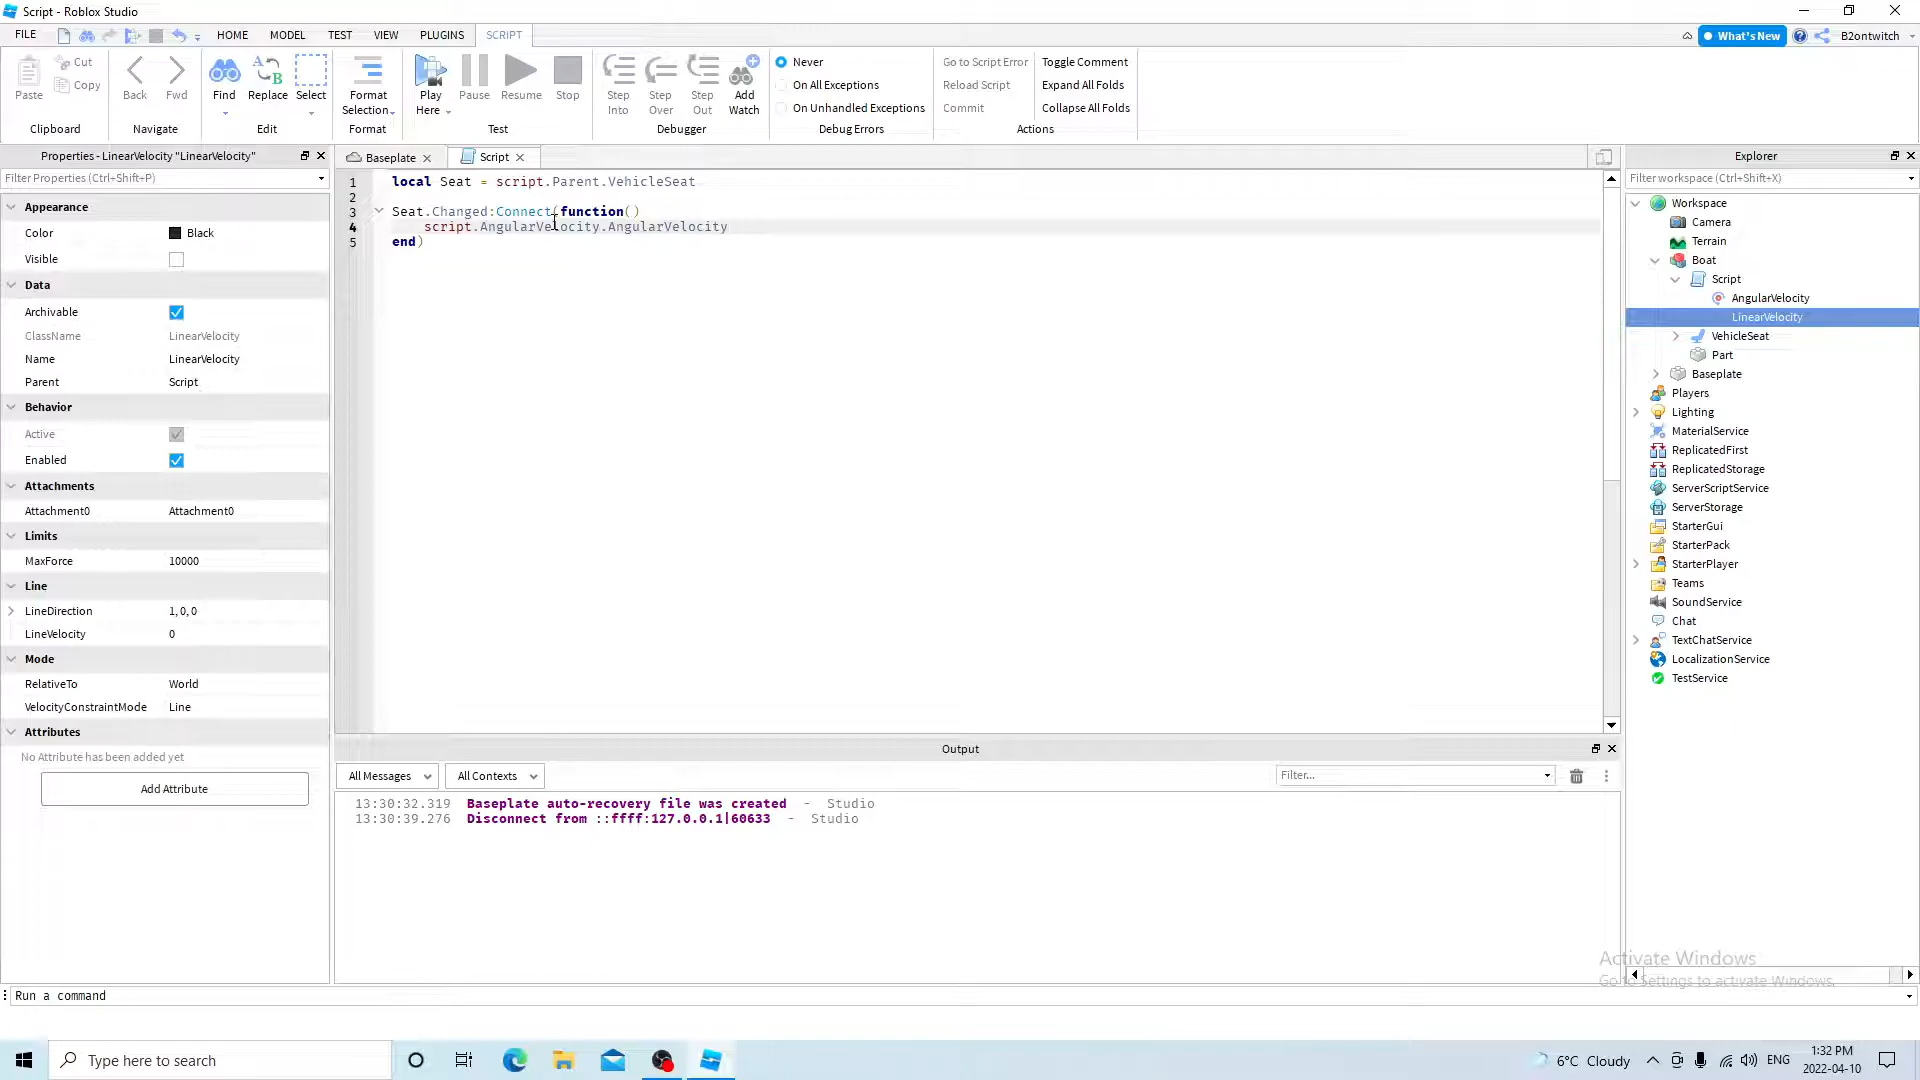 Script - Roblox Studio
FILE HOME MODEL TEST VIEW PLUGINS SCRIPT What's New B2ontwitch
Cut
Copy
Paste
Clipboard
Back Fwd
Navigate
Find Replace Select
Edit
Format
Selection
Format
Play
Here
Pause Resume Stop
Test
Step
Into
Step
Over
Step
Out
Add
Watch
Debugger
Never
On All Exceptions
On Unhandled Exceptions
Debug Errors
Go to Script Error
Reload Script
Commit
Toggle Comment
Expand All Folds
Collapse All Folds
Actions
Properties - LinearVelocity "LinearVelocity"
Filter Properties (Ctrl+Shift+P)
Appearance
Color Black
Visible
Data
Archivable
ClassName LinearVelocity
Name LinearVelocity
Parent Script
Behavior
Active
Enabled
Attachments
Attachment0 Attachment0
Limits
MaxForce 10000
Line
LineDirection 1, 0, 0
LineVelocity 0
Mode
RelativeTo World
VelocityConstraintMode Line
Attributes
No Attribute has been added yet
Add Attribute
Baseplate Script
1 local Seat = script.Parent.VehicleSeat
2
3 Seat.Changed:Connect(function()
4 script.AngularVelocity.AngularVelocity
5 end)
Output
All Messages All Contexts Filter...
13:30:32.319 Baseplate auto-recovery file was created - Studio
13:30:39.276 Disconnect from ::ffff:127.0.0.1|60633 - Studio
Explorer
Filter workspace (Ctrl+Shift+X)
Workspace
Camera
Terrain
Boat
Script
AngularVelocity
LinearVelocity
VehicleSeat
Part
Baseplate
Players
Lighting
MaterialService
ReplicatedFirst
ReplicatedStorage
ServerScriptService
ServerStorage
StarterGui
StarterPack
StarterPlayer
Teams
SoundService
Chat
TextChatService
LocalizationService
TestService
Activate Windows
Go to Settings to activate Windows.
Run a command
Type here to search
6°C Cloudy
ENG
1:32 PM
2022-04-10